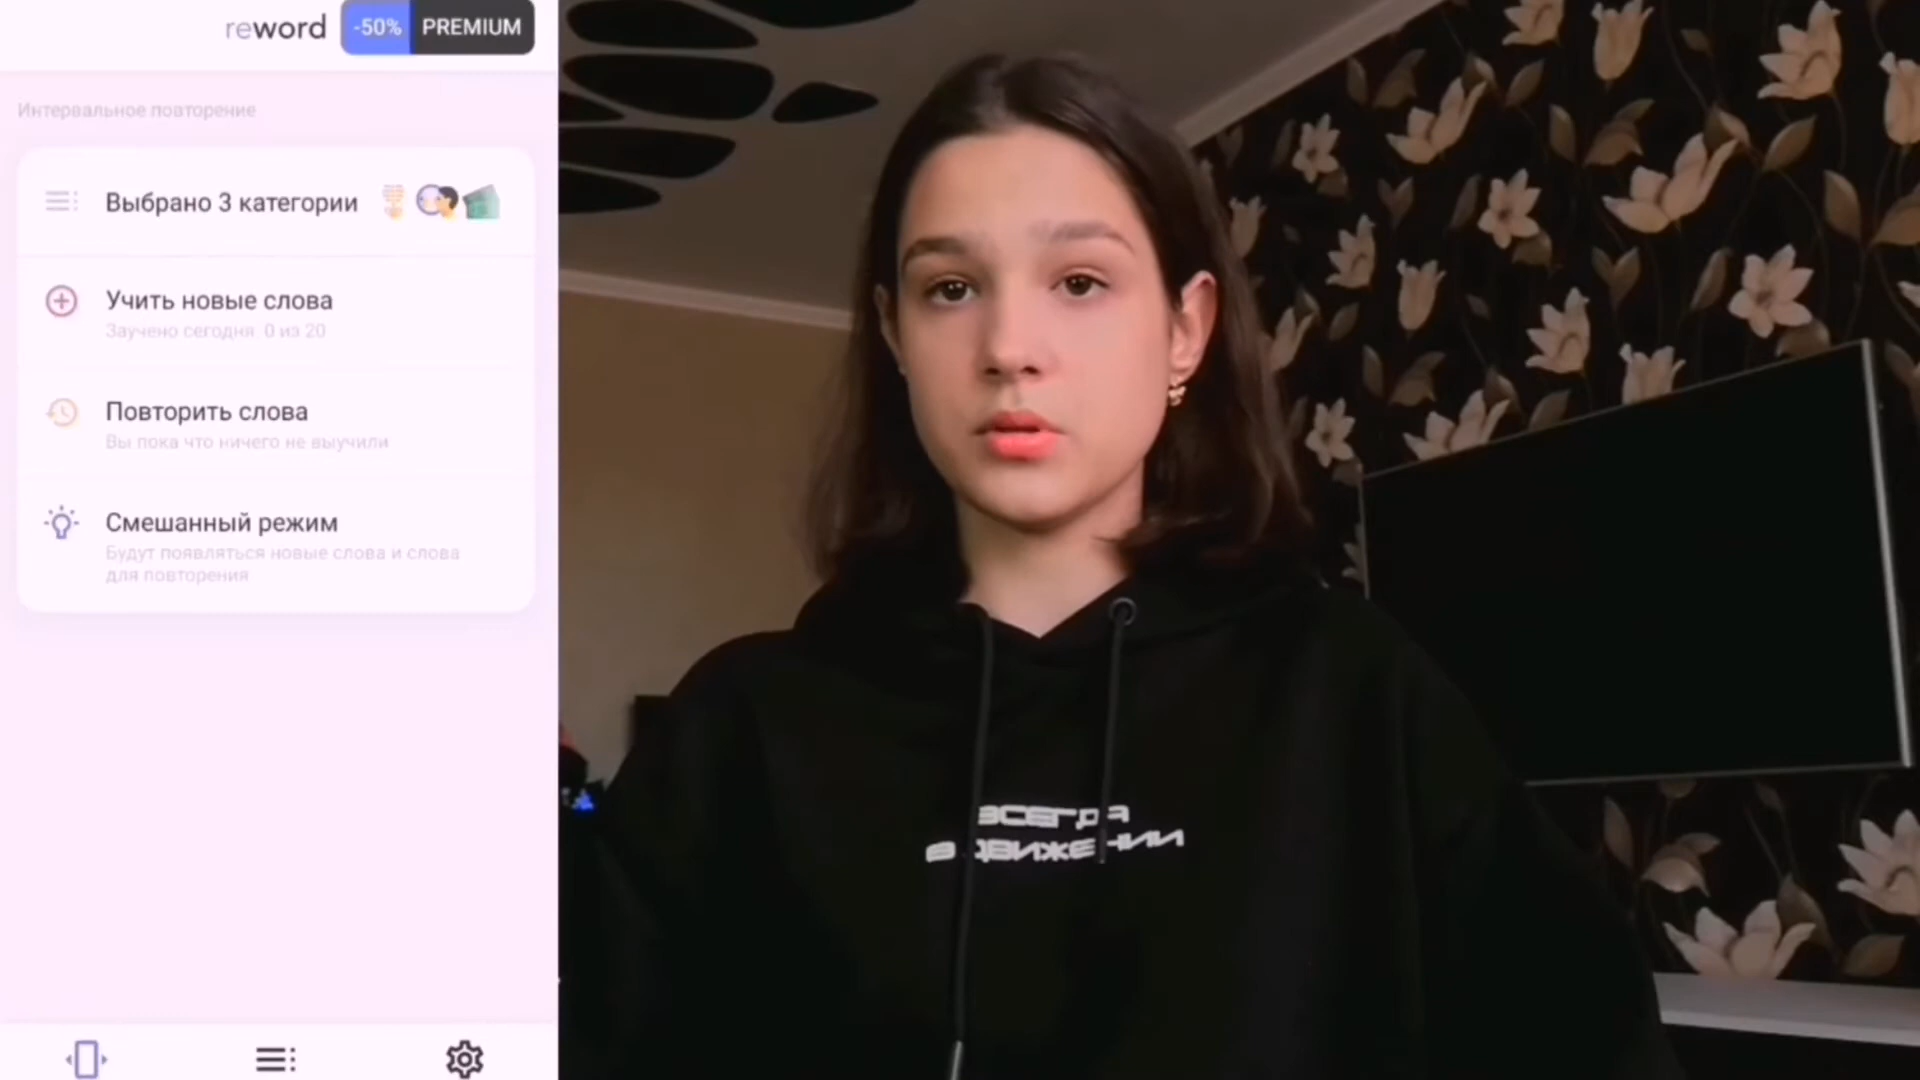 reword -50% PREMIUM
Интервальное повторение
Выбрано 3 категории
Учить новые слова
Заучено сегодня: 0 из 20
Повторить слова
Вы пока что ничего не выучили
Смешанный режим
Будут появляться новые слова и слова
для повторения
ВСЕГДА
В ДВИЖЕНИИ